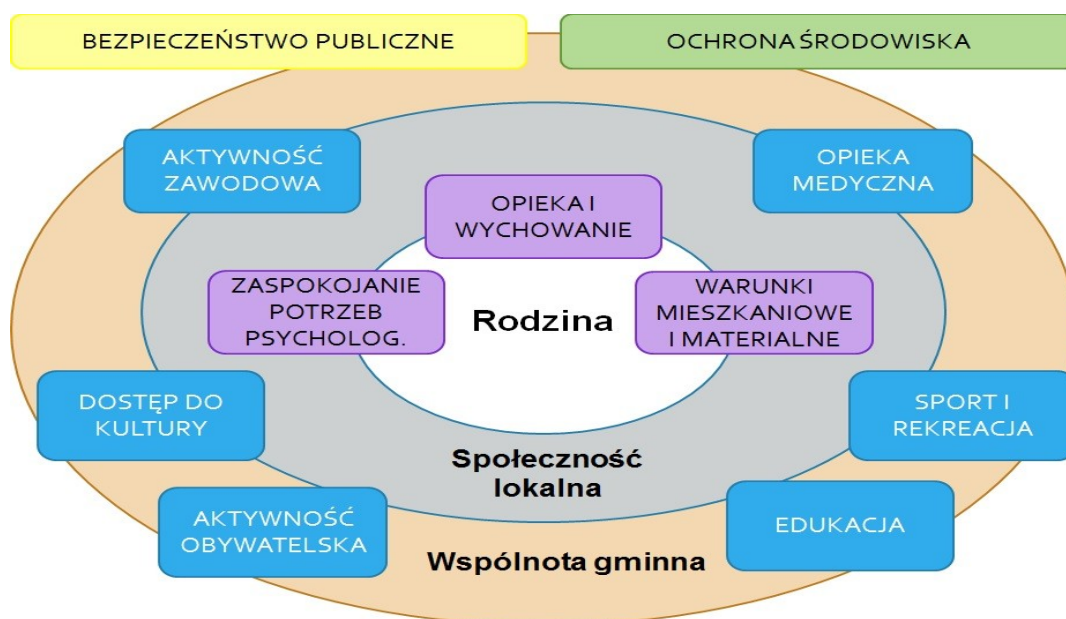 BEZPIECZEŃSTWO PUBLICZNE
OCHRONA ŚRODOWISKA
AKTYWNOŚĆ
ZAWODOWA
OPIEKA
MEDYCZNA
OPIEKA I
WYCHOWANIE
ZASPOKOJANIE
POTRZEB
PSYCHOLOG.
Rodzina
WARUNKI
MIESZKANIOWE
I MATERIALNE
DOSTĘP DO
KULTURY
SPORT I
REKREACJA
Społeczność
lokalna
AKTYWNOŚĆ
OBYWATELSKA
EDUKACJA
Wspólnota gminna